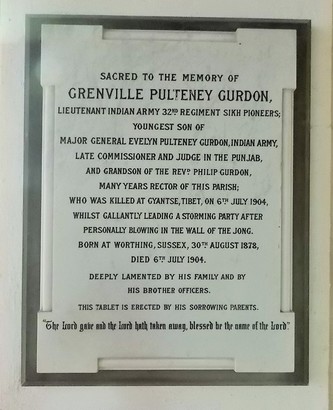 SACRED TO THE MEMORY OF
GRENVILLE PULTENEY GURDON,
LIEUTENANT INDIAN ARMY 32ND REGIMENT SIKH PIONEERS;
YOUNGEST SON OF
MAJOR GENERAL EVELYN PULTENEY GURDON, INDIAN ARMY,
LATE COMMISSIONER AND JUDGE IN THE PUNJAB,
AND GRANDSON OF THE REVD PHILIP GURDON,
MANY YEARS RECTOR OF THIS PARISH;
WHO WAS KILLED AT GYANTSE, TIBET, ON 6TH JULY 1904,
WHILST GALLANTLY LEADING A STORMING PARTY AFTER
PERSONALLY BLOWING IN THE WALL OF THE JONG.
BORN AT WORTHING, SUSSEX, 30TH AUGUST 1878,
DIED 6TH JULY 1904.
DEEPLY LAMENTED BY HIS FAMILY AND BY
HIS BROTHER OFFICERS.
THIS TABLET IS ERECTED BY HIS SORROWING PARENTS.
"The Lord gave and the Lord hath taken away, blessed be the name of the Lord".